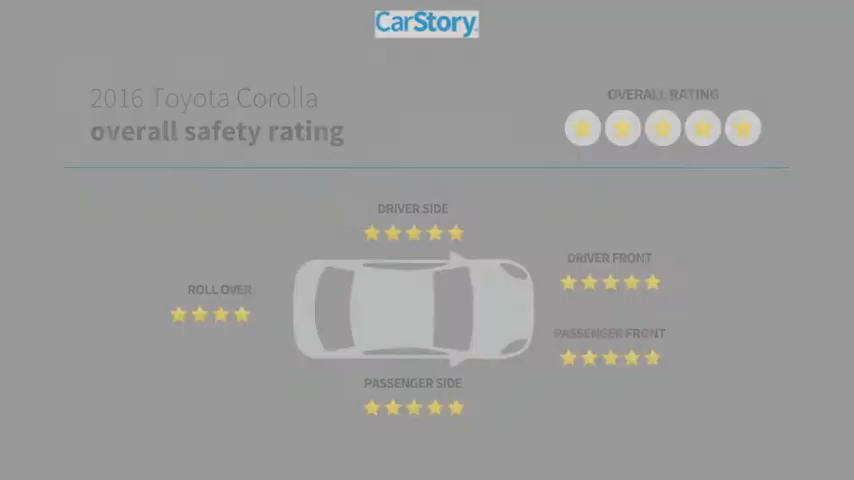 CarStory
2016 Toyota Corolla
overall safety rating
OVERALL RATING
DRIVER SIDE
DRIVER FRONT
ROLL OVER
PASSENGER FRONT
PASSENGER SIDE